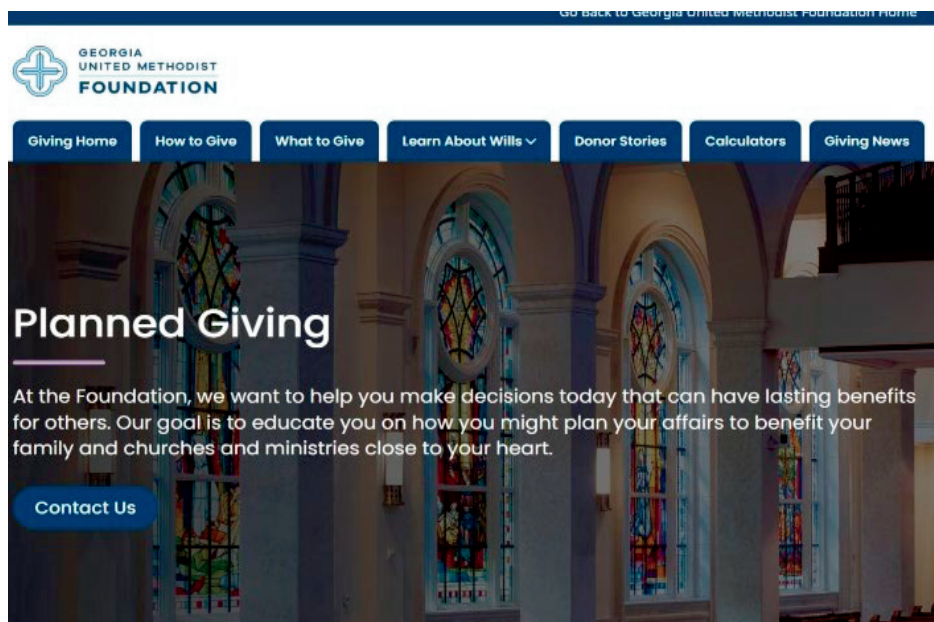 Go Back to Georgia United Methodist Foundation Home
GEORGIA
UNITED METHODIST
FOUNDATION
Giving Home
How to Give
What to Give
Learn About Wills
Donor Stories
Calculators
Giving News
Planned Giving
At the Foundation, we want to help you make decisions today that can have lasting benefits
for others. Our goal is to educate you on how you might plan your affairs to benefit your
family and churches and ministries close to your heart.
Contact Us